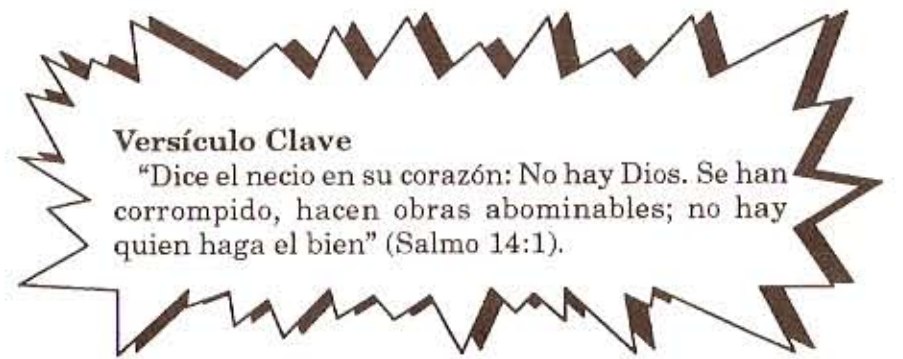 Versículo Clave
“Dice el necio en su corazón: No hay Dios. Se han
corrompido, hacen obras abominables; no hay
quien haga el bien” (Salmo 14:1).